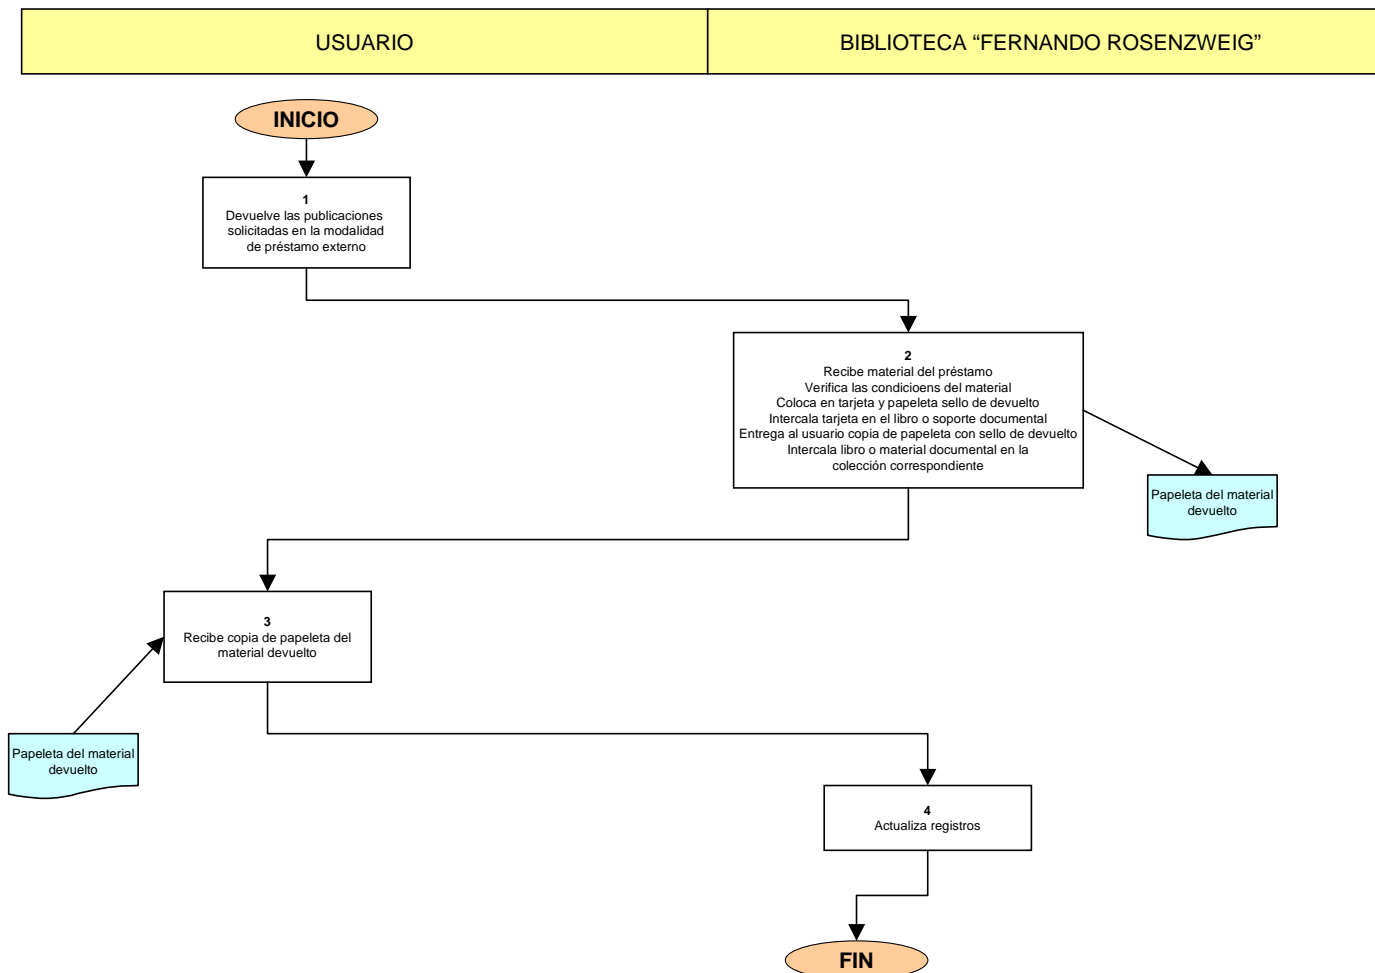 USUARIO
BIBLIOTECA “FERNANDO ROSENZWEIG”
INICIO
1
Devuelve las publicaciones
solicitadas en la modalidad
de préstamo externo
2
Recibe material del préstamo
Verifica las condicioens del material
Coloca en tarjeta y papeleta sello de devuelto
Intercala tarjeta en el libro o soporte documental
Entrega al usuario copia de papeleta con sello de devuelto
Intercala libro o material documental en la
colección correspondiente
Papeleta del material
devuelto
3
Recibe copia de papeleta del
material devuelto
Papeleta del material
devuelto
4
Actualiza registros
FIN